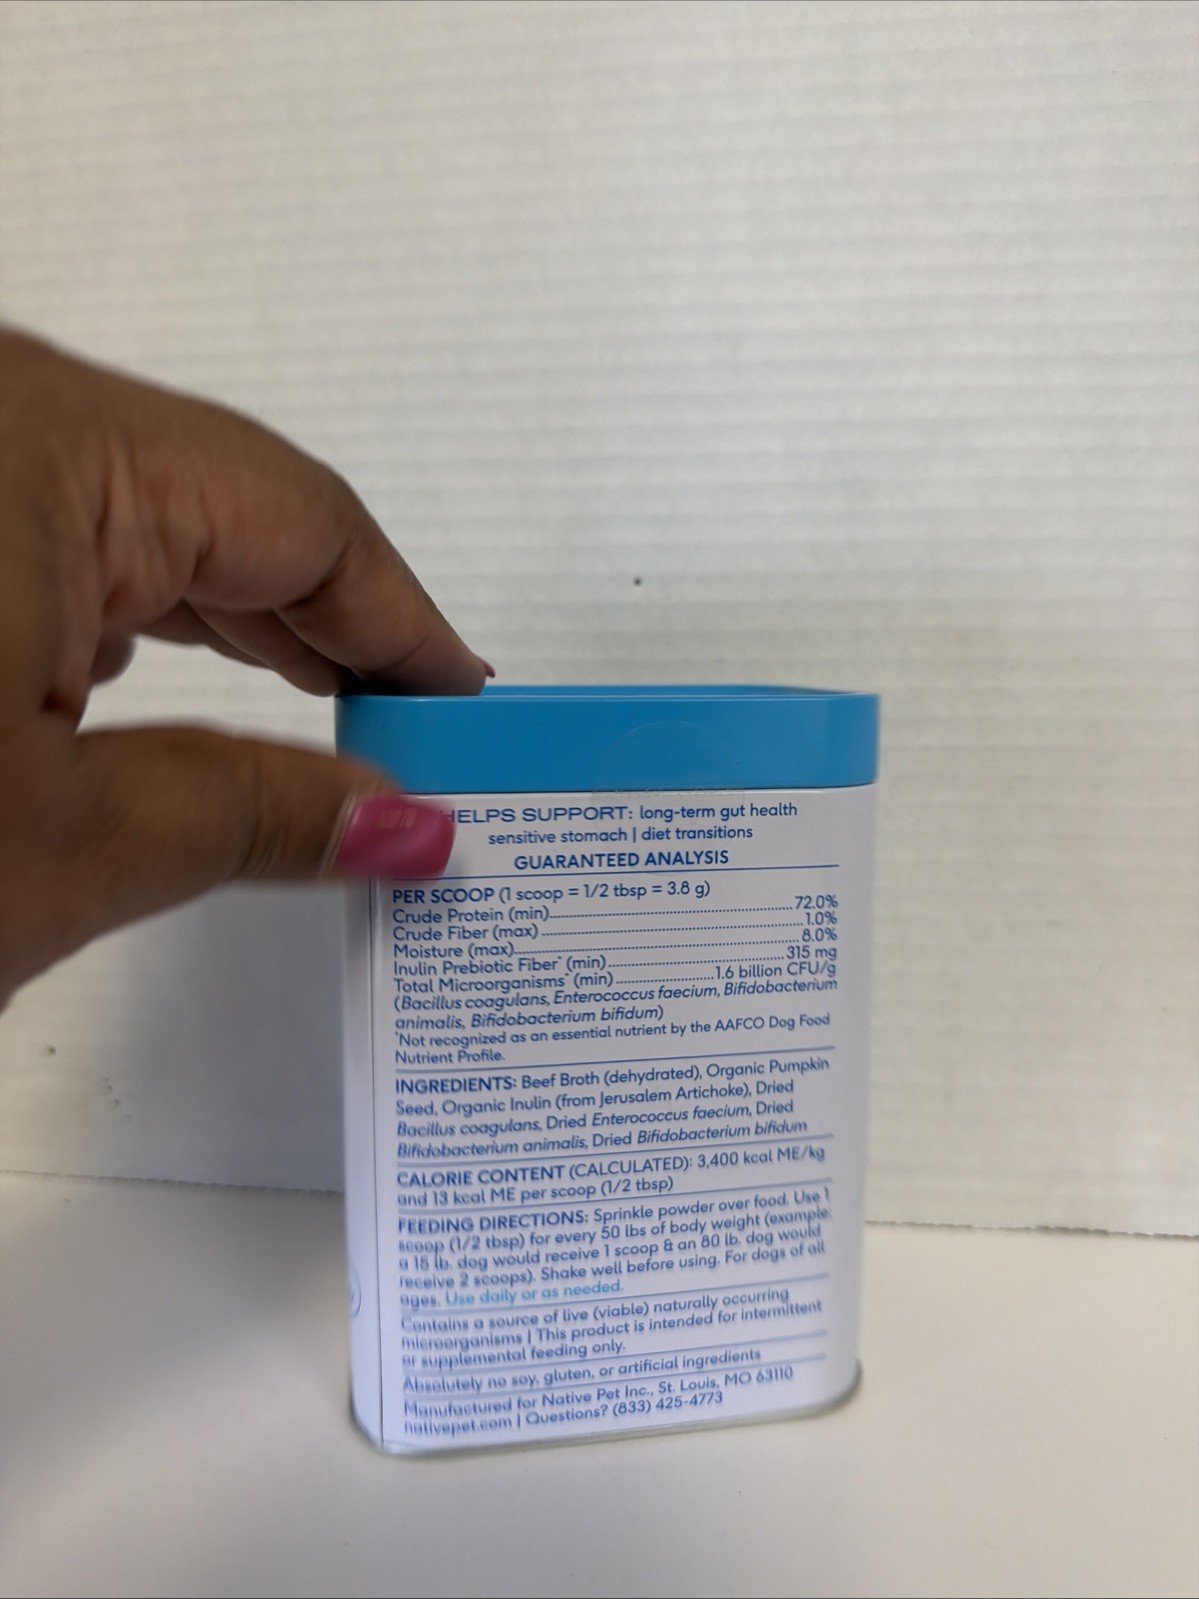 HELPS SUPPORT: long-term gut health
sensitive stomach | diet transitions
GUARANTEED ANALYSIS
PER SCOOP (1 scoop = 1/2 tbsp = 3.8 g)
Crude Protein (min)..........72.0%
Crude Fiber (max)..........1.0%
Moisture (max)..........8.0%
Inulin Prebiotic Fiber* (min)..........315 mg
Total Microorganisms* (min)..........1.6 billion CFU/g
(Bacillus coagulans, Enterococcus faecium, Bifidobacterium
animalis, Bifidobacterium bifidum)
*Not recognized as an essential nutrient by the AAFCO Dog Food
Nutrient Profile.
INGREDIENTS: Beef Broth (dehydrated), Organic Pumpkin
Seed, Organic Inulin (from Jerusalem Artichoke), Dried
Bacillus coagulans, Dried Enterococcus faecium, Dried
Bifidobacterium animalis, Dried Bifidobacterium bifidum
CALORIE CONTENT (CALCULATED): 3,400 kcal ME/kg
and 13 kcal ME per scoop (1/2 tbsp)
FEEDING DIRECTIONS: Sprinkle powder over food. Use 1
scoop (1/2 tbsp) for every 50 lbs of body weight (example:
a 15 lb. dog would receive 1 scoop & an 80 lb. dog would
receive 2 scoops). Shake well before using. For dogs of all
ages. Use daily or as needed.
Contains a source of live (viable) naturally occurring
microorganisms | This product is intended for intermittent
or supplemental feeding only.
Absolutely no soy, gluten, or artificial ingredients
Manufactured for Native Pet Inc., St. Louis, MO 63110
nativepet.com | Questions? (833) 425-4773